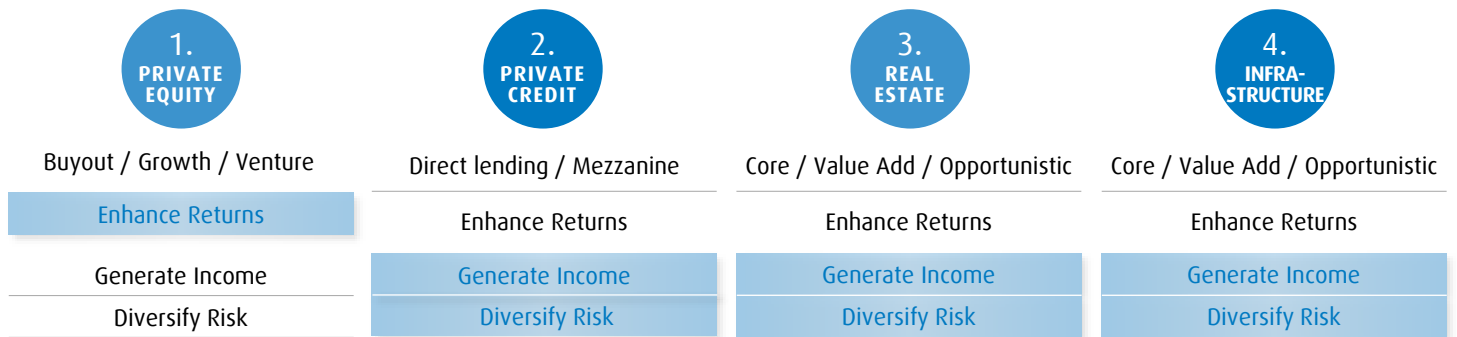 1.
PRIVATE
EQUITY
2.
PRIVATE
CREDIT
3.
REAL
ESTATE
4.
INFRA-
STRUCTURE
Buyout / Growth / Venture
Direct lending / Mezzanine
Core / Value Add / Opportunistic
Core / Value Add / Opportunistic
Enhance Returns
Enhance Returns
Enhance Returns
Enhance Returns
Generate Income
Generate Income
Generate Income
Generate Income
Diversify Risk
Diversify Risk
Diversify Risk
Diversify Risk